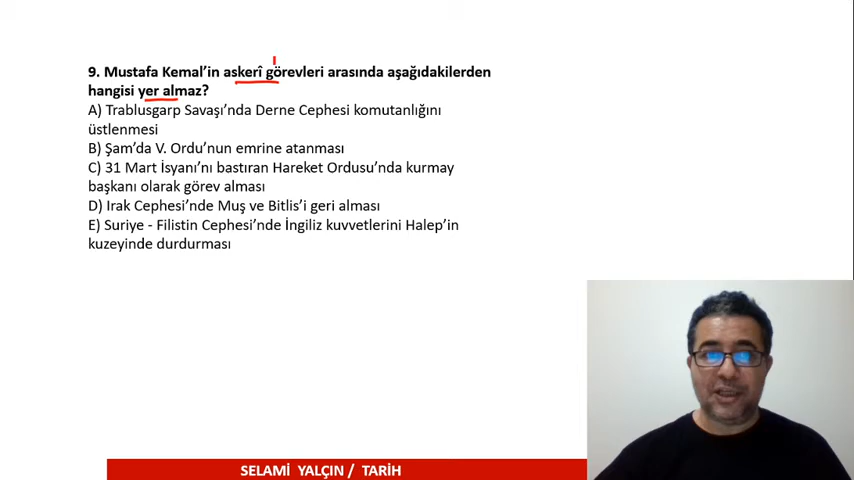 9. Mustafa Kemal’in askerî görevleri arasında aşağıdakilerden
hangisi yer almaz?
A) Trablusgarp Savaşı’nda Derne Cephesi komutanlığını
üstlenmesi
B) Şam’da V. Ordu’nun emrine atanması
C) 31 Mart İsyanı’nı bastıran Hareket Ordusu’nda kurmay
başkanı olarak görev alması
D) Irak Cephesi’nde Muş ve Bitlis’i geri alması
E) Suriye - Filistin Cephesi’nde İngiliz kuvvetlerini Halep’in
kuzeyinde durdurması
SELAMİ YALÇIN / TARİH